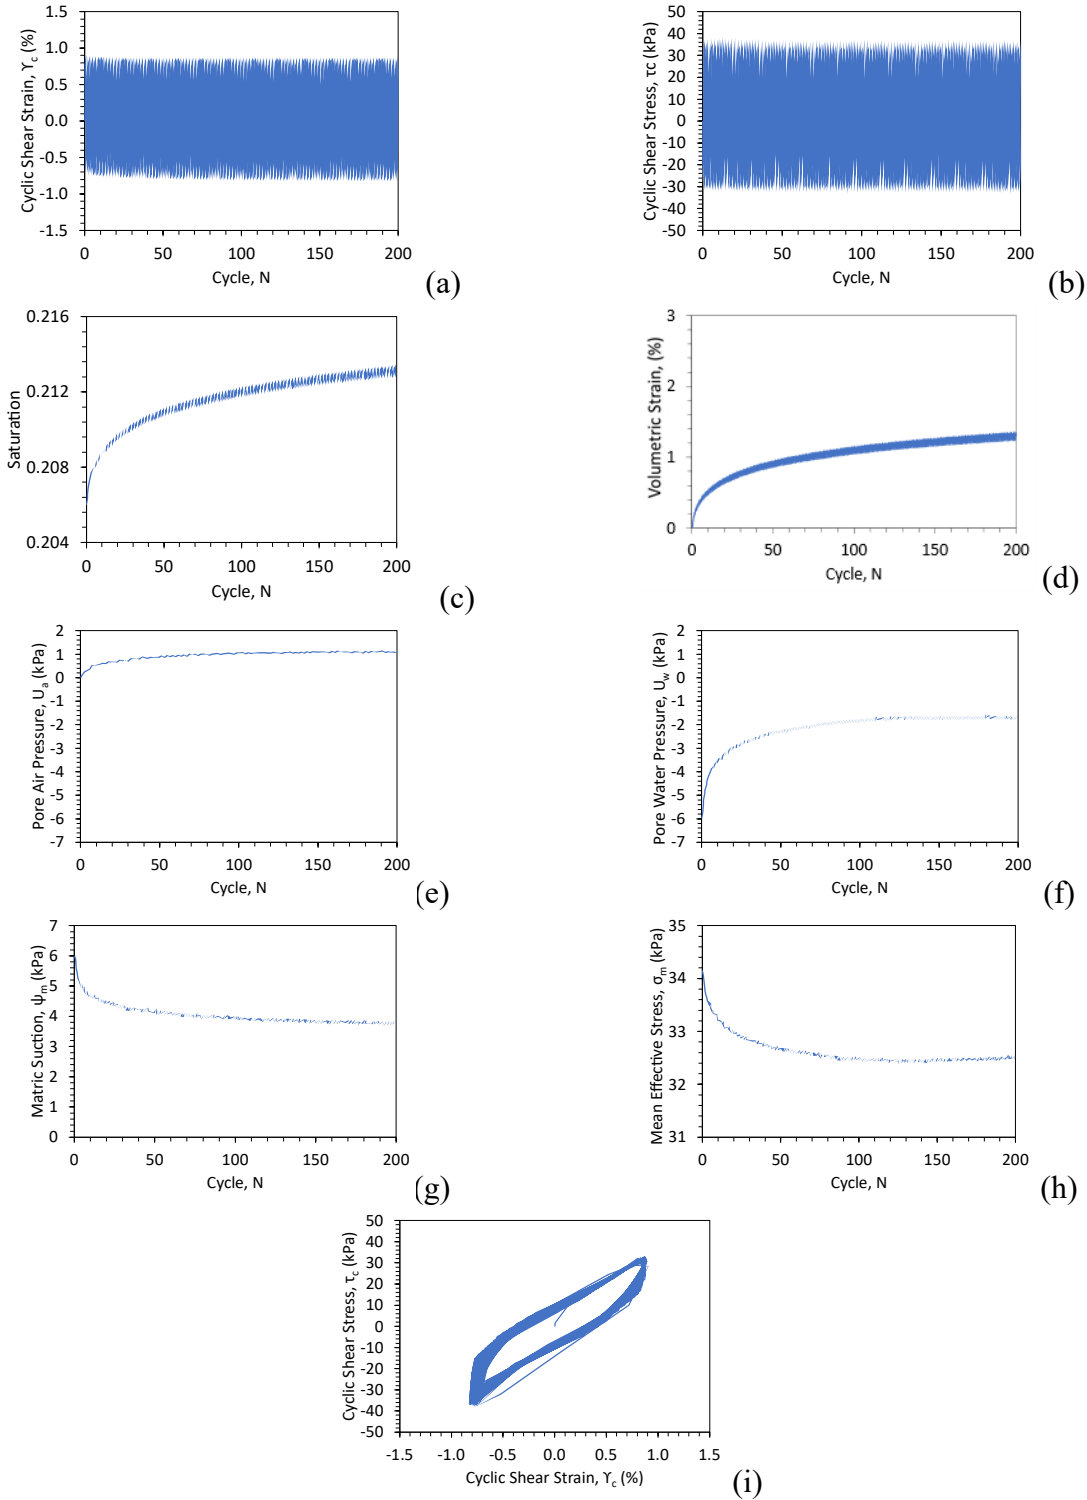 1.5
1.0
0.5
0.0
-0.5
-1.0
-1.5
Cyclic Shear Strain, ϒc (%)
0 50 100 150 200
Cycle, N
(a)
50
40
30
20
10
0
-10
-20
-30
-40
-50
Cyclic Shear Stress, τc (kPa)
0 50 100 150 200
Cycle, N
(b)
0.216
0.212
0.208
0.204
Saturation
0 50 100 150 200
Cycle, N
(c)
3
2
1
0
Volumetric Strain, (%)
0 50 100 150 200
Cycle, N
(d)
2
1
0
-1
-2
-3
-4
-5
-6
-7
Pore Air Pressure, Ua (kPa)
0 50 100 150 200
Cycle, N
(e)
2
1
0
-1
-2
-3
-4
-5
-6
-7
Pore Water Pressure, Uw (kPa)
0 50 100 150 200
Cycle, N
(f)
7
6
5
4
3
2
1
0
Matric Suction, ψm (kPa)
0 50 100 150 200
Cycle, N
(g)
35
34
33
32
31
Mean Effective Stress, σm (kPa)
0 50 100 150 200
Cycle, N
(h)
50
40
30
20
10
0
-10
-20
-30
-40
-50
Cyclic Shear Stress, τc (kPa)
-1.5 -1.0 -0.5 0.0 0.5 1.0 1.5
Cyclic Shear Strain, ϒc (%)
(i)